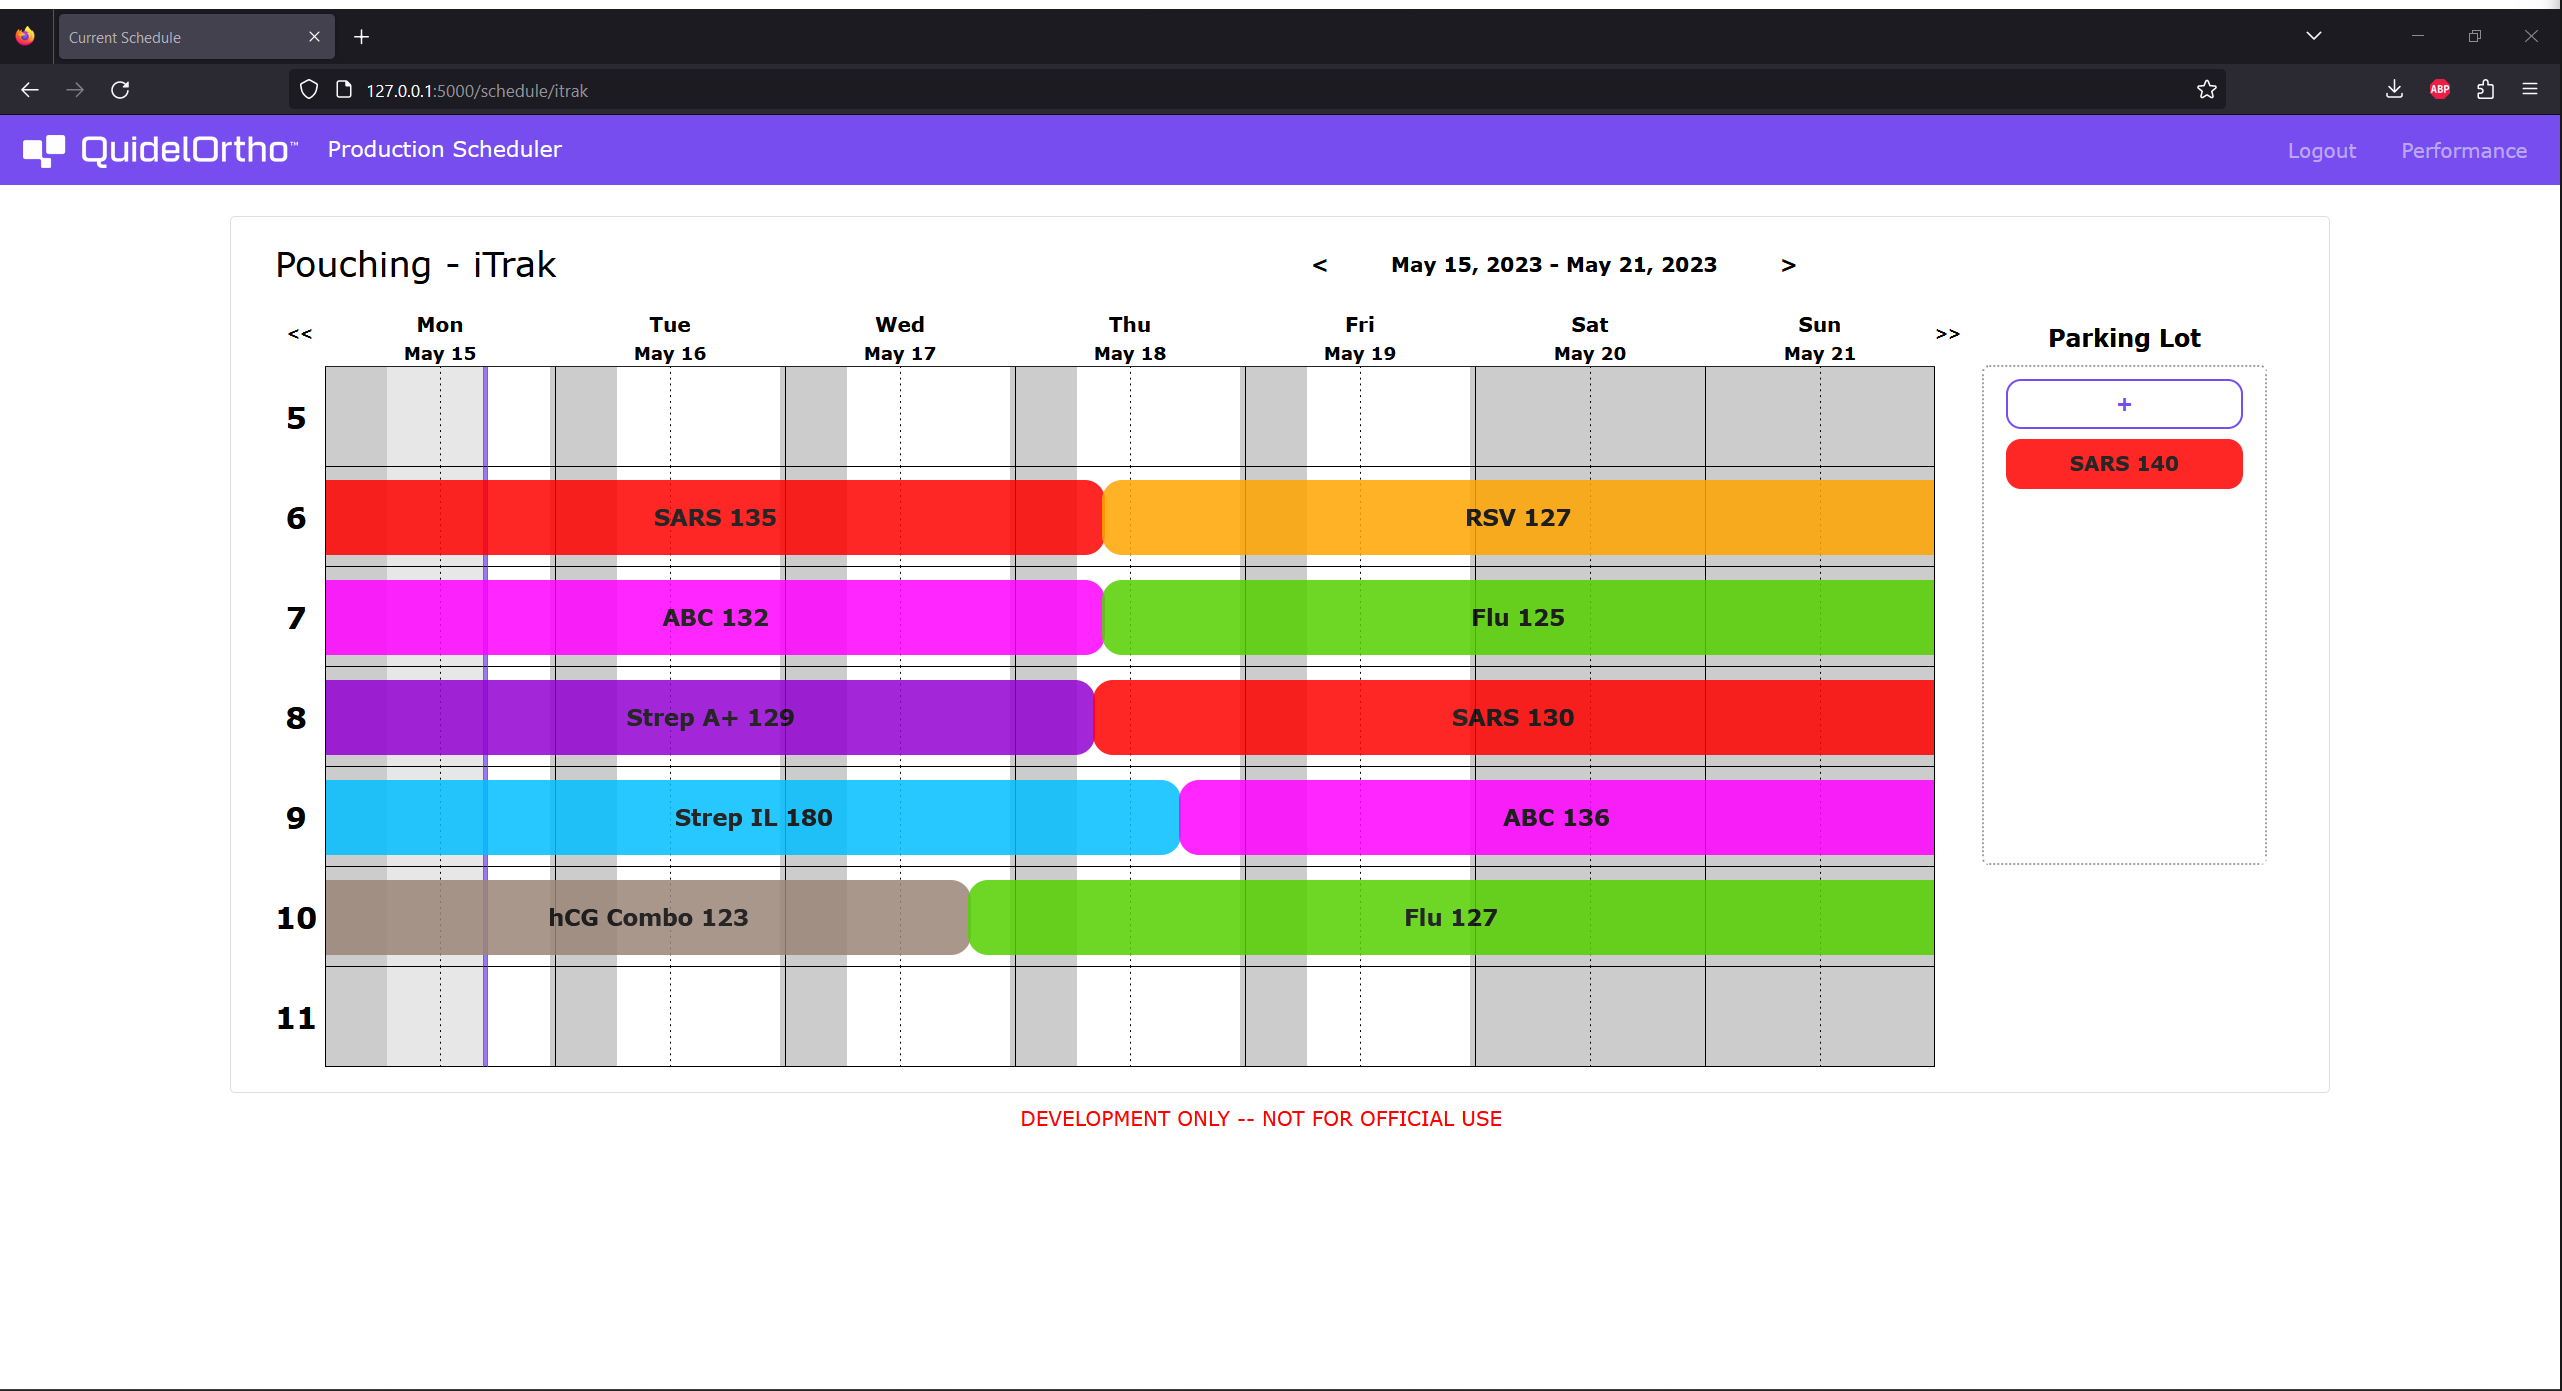 Current Schedule
127.0.0.1:5000/schedule/itrak
ABP
QuidelOrtho™ Production Scheduler
Logout Performance
Pouching - iTrak
< May 15, 2023 - May 21, 2023 >
<< Mon Tue Wed Thu Fri Sat Sun >>
May 15 May 16 May 17 May 18 May 19 May 20 May 21
Parking Lot
+
SARS 140
5
6 SARS 135 RSV 127
7 ABC 132 Flu 125
8 Strep A+ 129 SARS 130
9 Strep IL 180 ABC 136
10 hCG Combo 123 Flu 127
11
DEVELOPMENT ONLY -- NOT FOR OFFICIAL USE